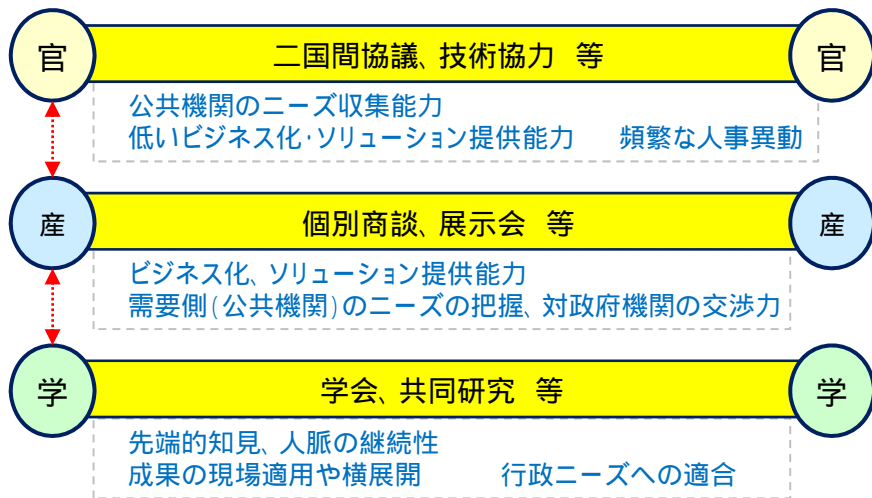 官 二国間協議、技術協力 等 官
公共機関のニーズ収集能力
低いビジネス化・ソリューション提供能力 頻繁な人事異動
産 個別商談、展示会 等 産
ビジネス化、ソリューション提供能力
需要側(公共機関)のニーズの把握、対政府機関の交渉力
学 学会、共同研究 等 学
先端的知見、人脈の継続性
成果の現場適用や横展開 行政ニーズへの適合